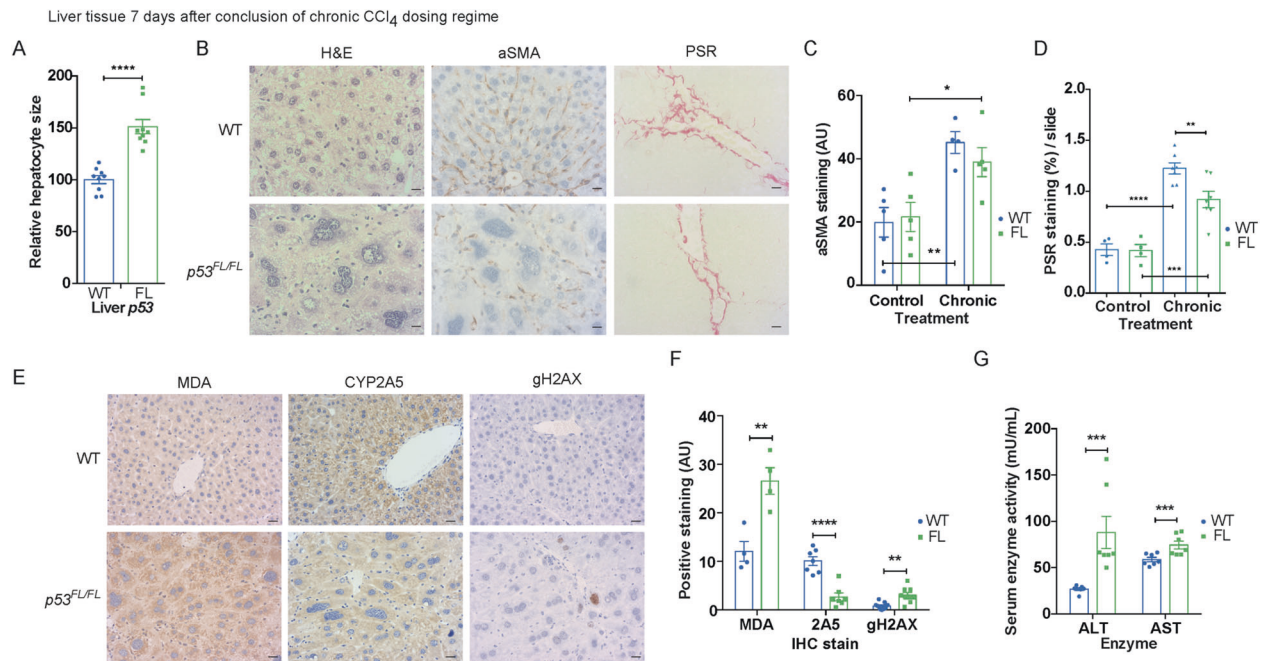 Liver tissue 7 days after conclusion of chronic CCl4 dosing regime
A
Relative hepatocyte size
200
150
100
50
0
****
WT FL
Liver p53
B
H&E aSMA PSR
WT
p53FL/FL
C
aSMA staining (AU)
60
40
20
0
*
**
WT
FL
Control Chronic
Treatment
D
PSR staining (%) / slide
2.0
1.5
1.0
0.5
0.0
**
****
***
WT
FL
Control Chronic
Treatment
E
MDA CYP2A5 gH2AX
WT
p53FL/FL
F
Positive staining (AU)
40
30
20
10
0
**
****
**
WT
FL
MDA 2A5 gH2AX
IHC stain
G
Serum enzyme activity (mU/mL)
200
150
100
50
0
***
***
WT
FL
ALT AST
Enzyme